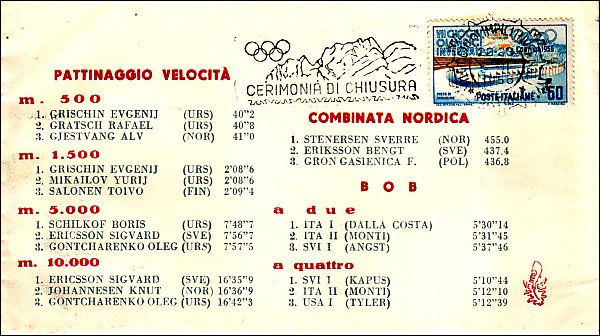 CERIMONIA DI CHIUSURA
POSTE ITALIANE
60
PATTINAGGIO VELOCITÀ
m. 500
1. GRISCHIN EVGENIJ (URS) 40"2
2. GRATSCH RAFAEL (URS) 40"8
3. GJESTVANG ALV (NOR) 41"0
m. 1.500
1. GRISCHIN EVGENIJ (URS) 2'08"6
2. MIKAILOV YURIJ (URS) 2'08"6
3. SALONEN TOIVO (FIN) 2'09"4
m. 5.000
1. SCHILKOF BORIS (URS) 7'48"7
2. ERICSSON SIGVARD (SVE) 7'56"7
3. GONTCHARENKO OLEG (URS) 7'57"5
m. 10.000
1. ERICSSON SIGVARD (SVE) 16'35"9
2. JOHANNESEN KNUT (NOR) 16'36"9
3. GONTCHARENKO OLEG (URS) 16'42"3
COMBINATA NORDICA
1. STENERSEN SVERRE (NOR) 455.0
2. ERIKSSON BENGT (SVE) 437.4
3. GRON GASIENICA F. (POL) 436,8
BOB
a due
1. ITA I (DALLA COSTA) 5'30"14
2. ITA II (MONTI) 5'31"45
3. SVI I (ANGST) 5'37"46
a quattro
1. SVI I (KAPUS) 5'10"44
2. ITA II (MONTI) 5'12"10
3. USA I (TYLER) 5'12"39